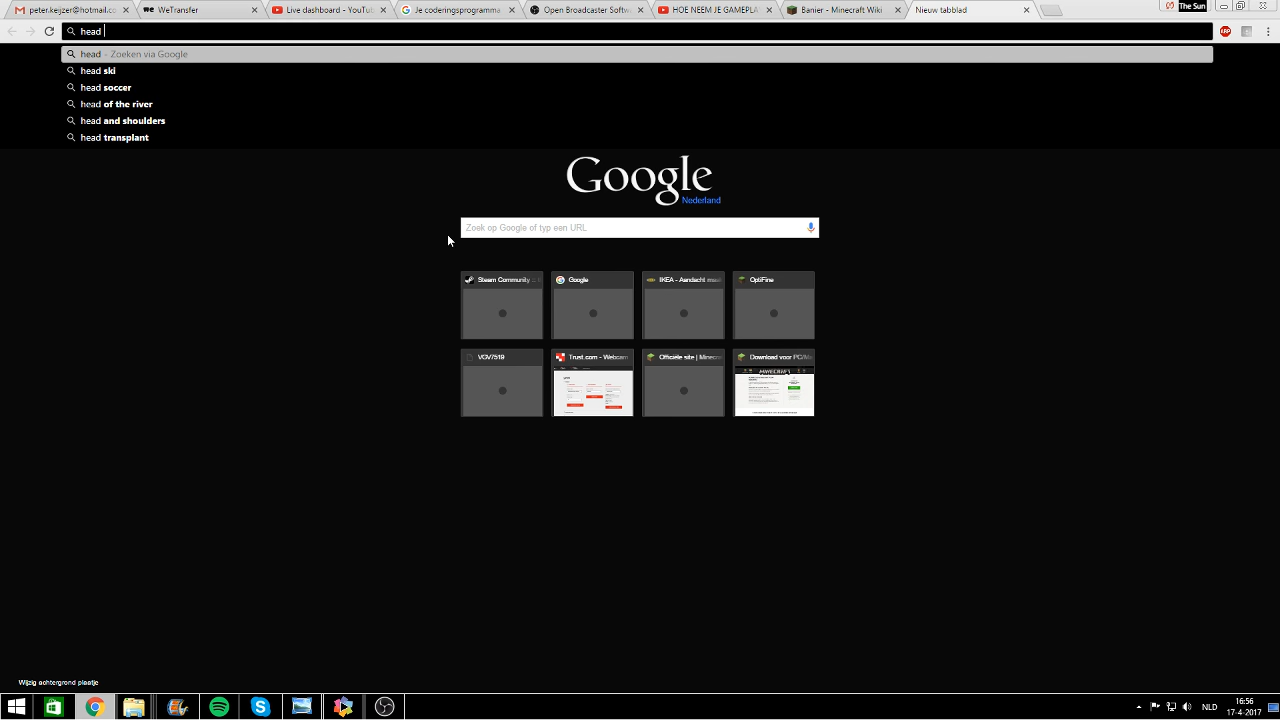 peter.keijzer@hotmail.co
WeTransfer
Live dashboard - YouTub
Je coderingsprogramma
Open Broadcaster Softw
HOE NEEM JE GAMEPLA
Banier - Minecraft Wiki
Nieuw tabblad
The Sun
head
ABP
head - Zoeken via Google
head ski
head soccer
head of the river
head and shoulders
head transplant
Google
Nederland
Zoek op Google of typ een URL
Steam Community ::
Google
IKEA - Aandacht
OptiFine
VGV7519
Trust.com - Webcam
Officiële site | Minecr
Download voor PC/M
MINECRAFT
Wijzig achtergrond plaatje
NLD
16:56
17-4-2017